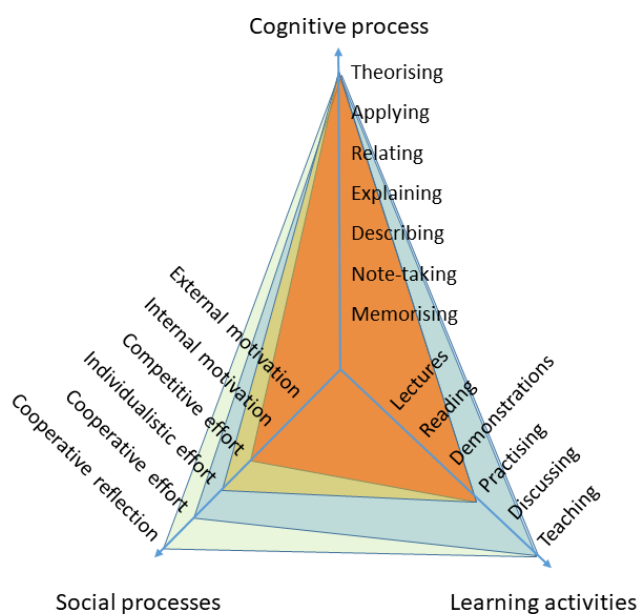 Cognitive process
Theorising
Applying
Relating
Explaining
Describing
Note-taking
Memorising
External motivation
Internal motivation
Competitive effort
Individualistic effort
Cooperative effort
Cooperative reflection
Lectures
Reading
Demonstrations
Practising
Discussing
Teaching
Social processes
Learning activities